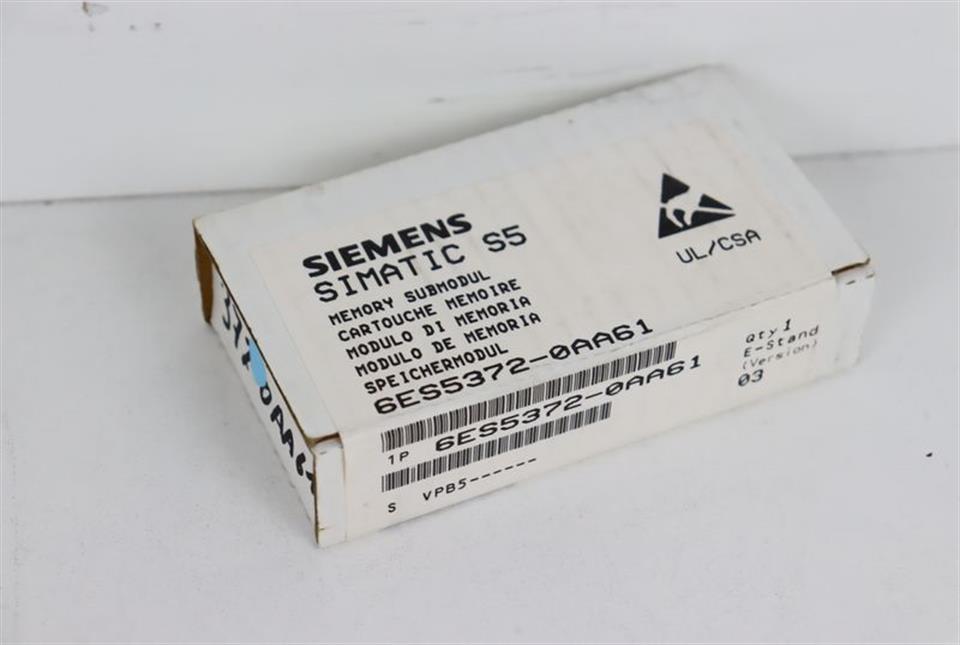 SIEMENS
SIMATIC S5
MEMORY SUBMODUL
CARTOUCHE MEMOIRE
MODULO DI MEMORIA
MODULO DE MEMORIA
SPEICHERMODUL
6ES5372-0AA61
UL/CSA
1P 6ES5372-0AA61
S VPB5------
Qty 1
E-Stand
(Version)
03
0AA61